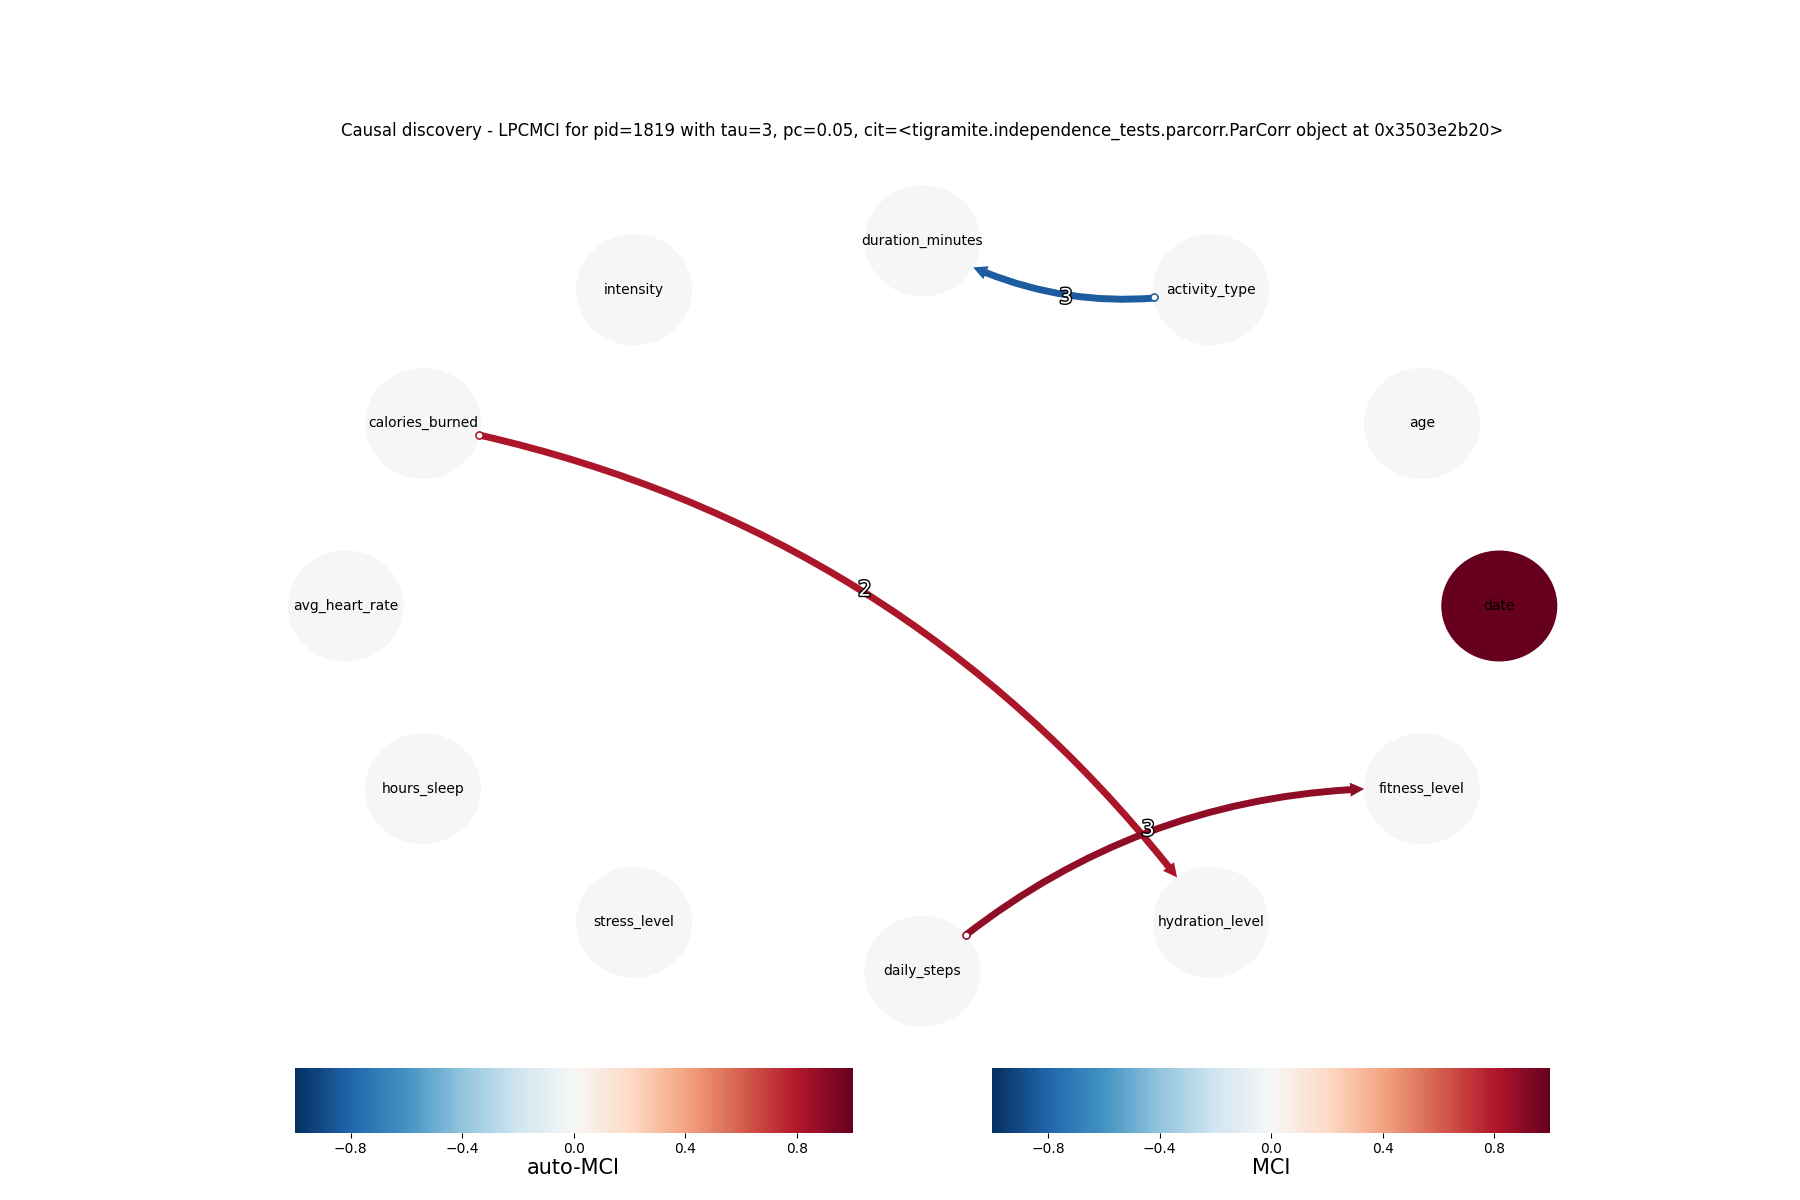 Causal discovery - LPCMCI for pid=1819 with tau=3, pc=0.05, cit=<tigramite.independence_tests.parcorr.ParCorr object at 0x3503e2b20>
duration_minutes
intensity
activity_type
3
calories_burned
age
2
avg_heart_rate
date
hours_sleep
fitness_level
3
stress_level
hydration_level
daily_steps
−0.8 −0.4 0.0 0.4 0.8
auto-MCI
−0.8 −0.4 0.0 0.4 0.8
MCI